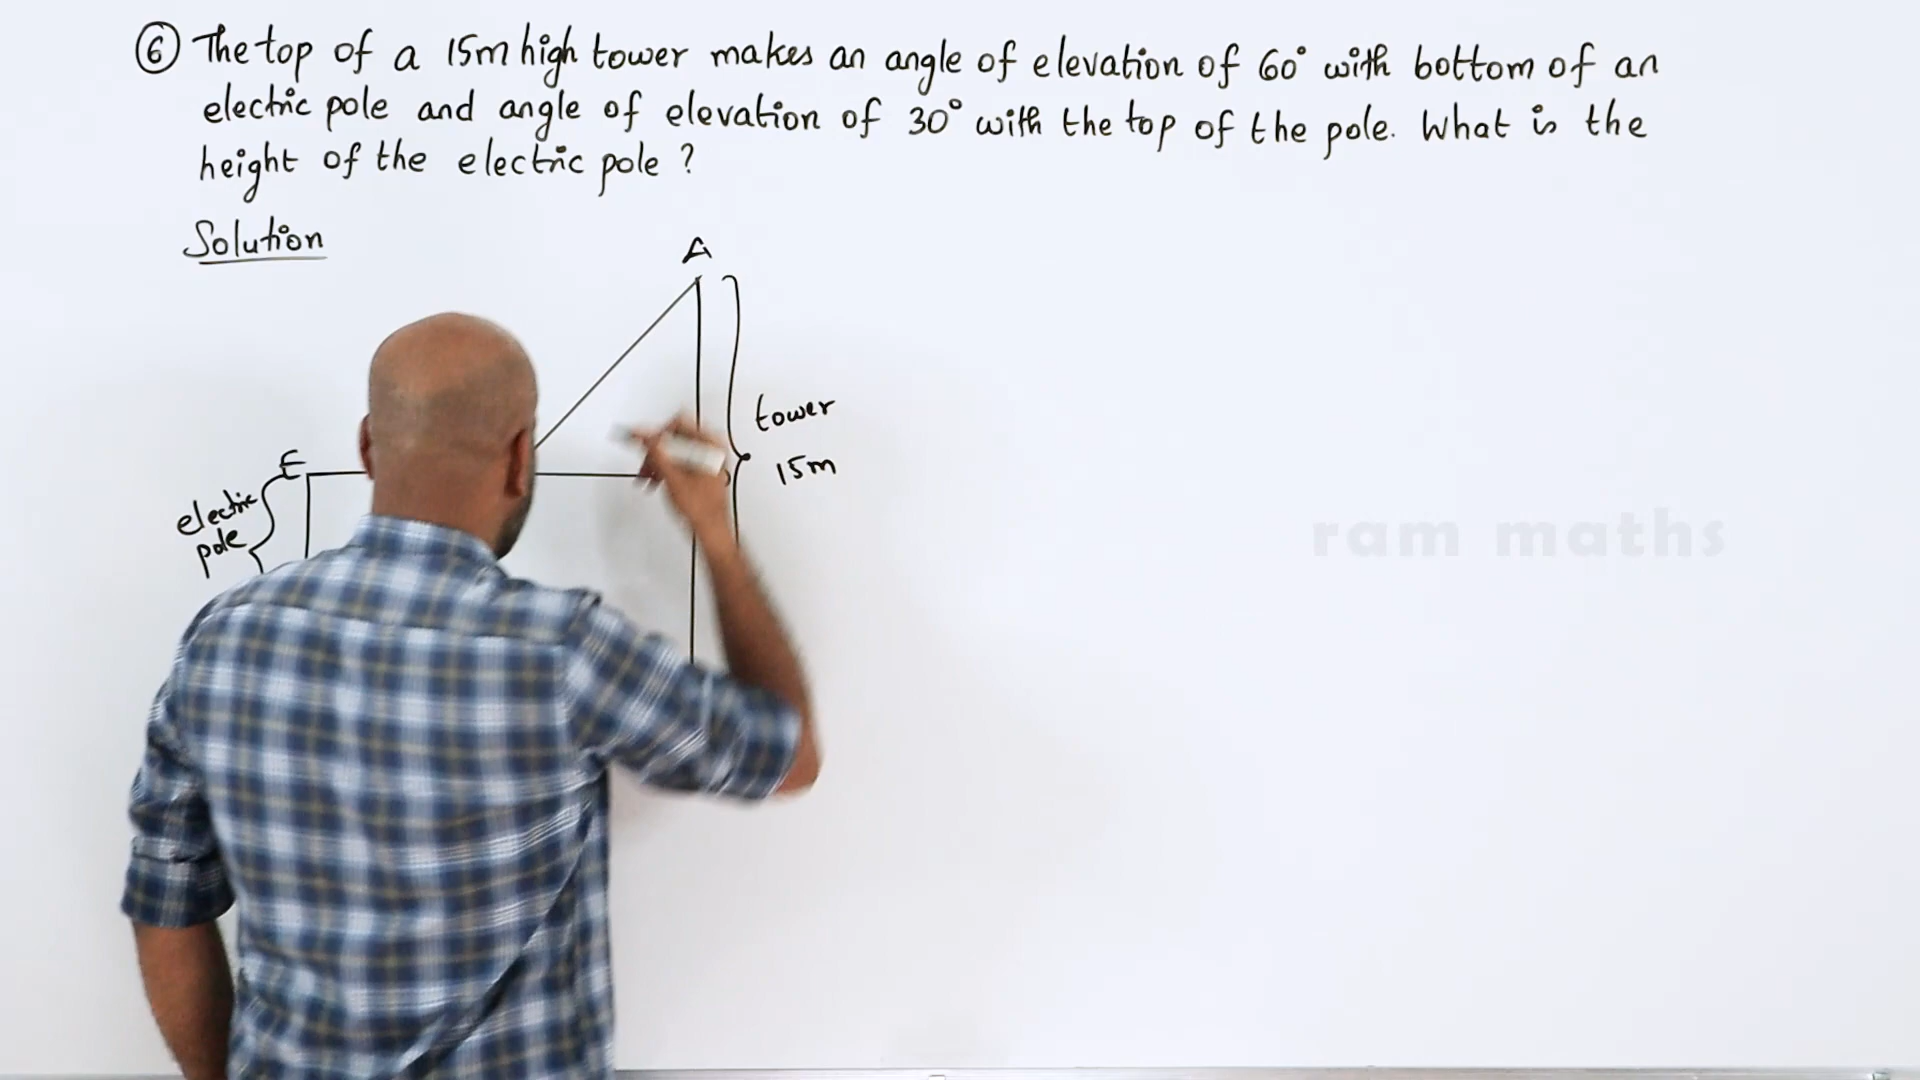 ⑥ The top of a 15m high tower makes an angle of elevation of 60° with bottom of an
electric pole and angle of elevation of 30° with the top of the pole. What is the
height of the electric pole ?
Solution
A
tower
15m
E
electric
pole
ram maths